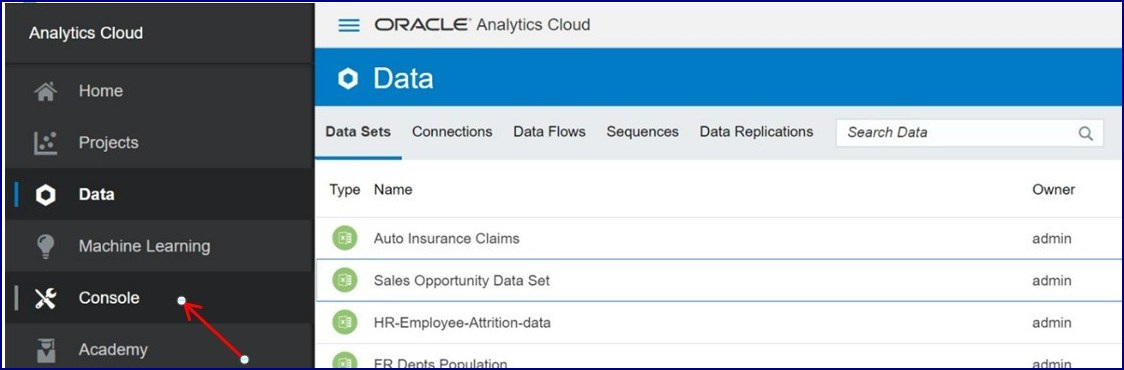 Analytics Cloud
Home
Projects
Data
Machine Learning
Console
Academy
ORACLE Analytics Cloud
Data
Data Sets Connections Data Flows Sequences Data Replications Search Data
Type Name Owner
Auto Insurance Claims admin
Sales Opportunity Data Set admin
HR-Employee-Attrition-data admin
FR Depts Population admin